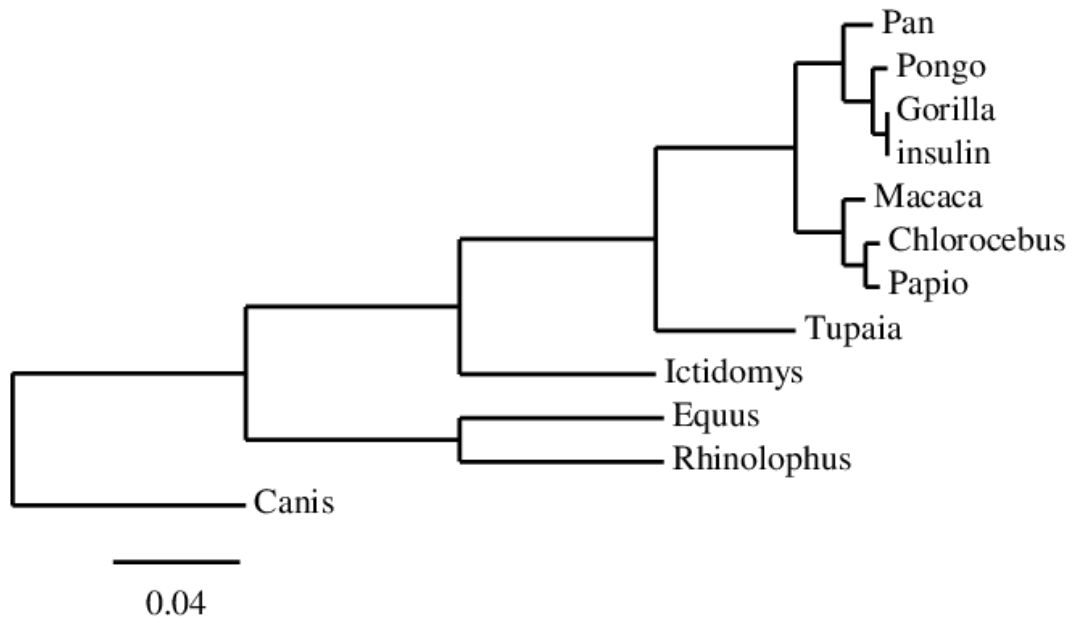 Pan
Pongo
Gorilla
insulin
Macaca
Chlorocebus
Papio
Tupaia
Ictidomys
Equus
Rhinolophus
Canis
0.04